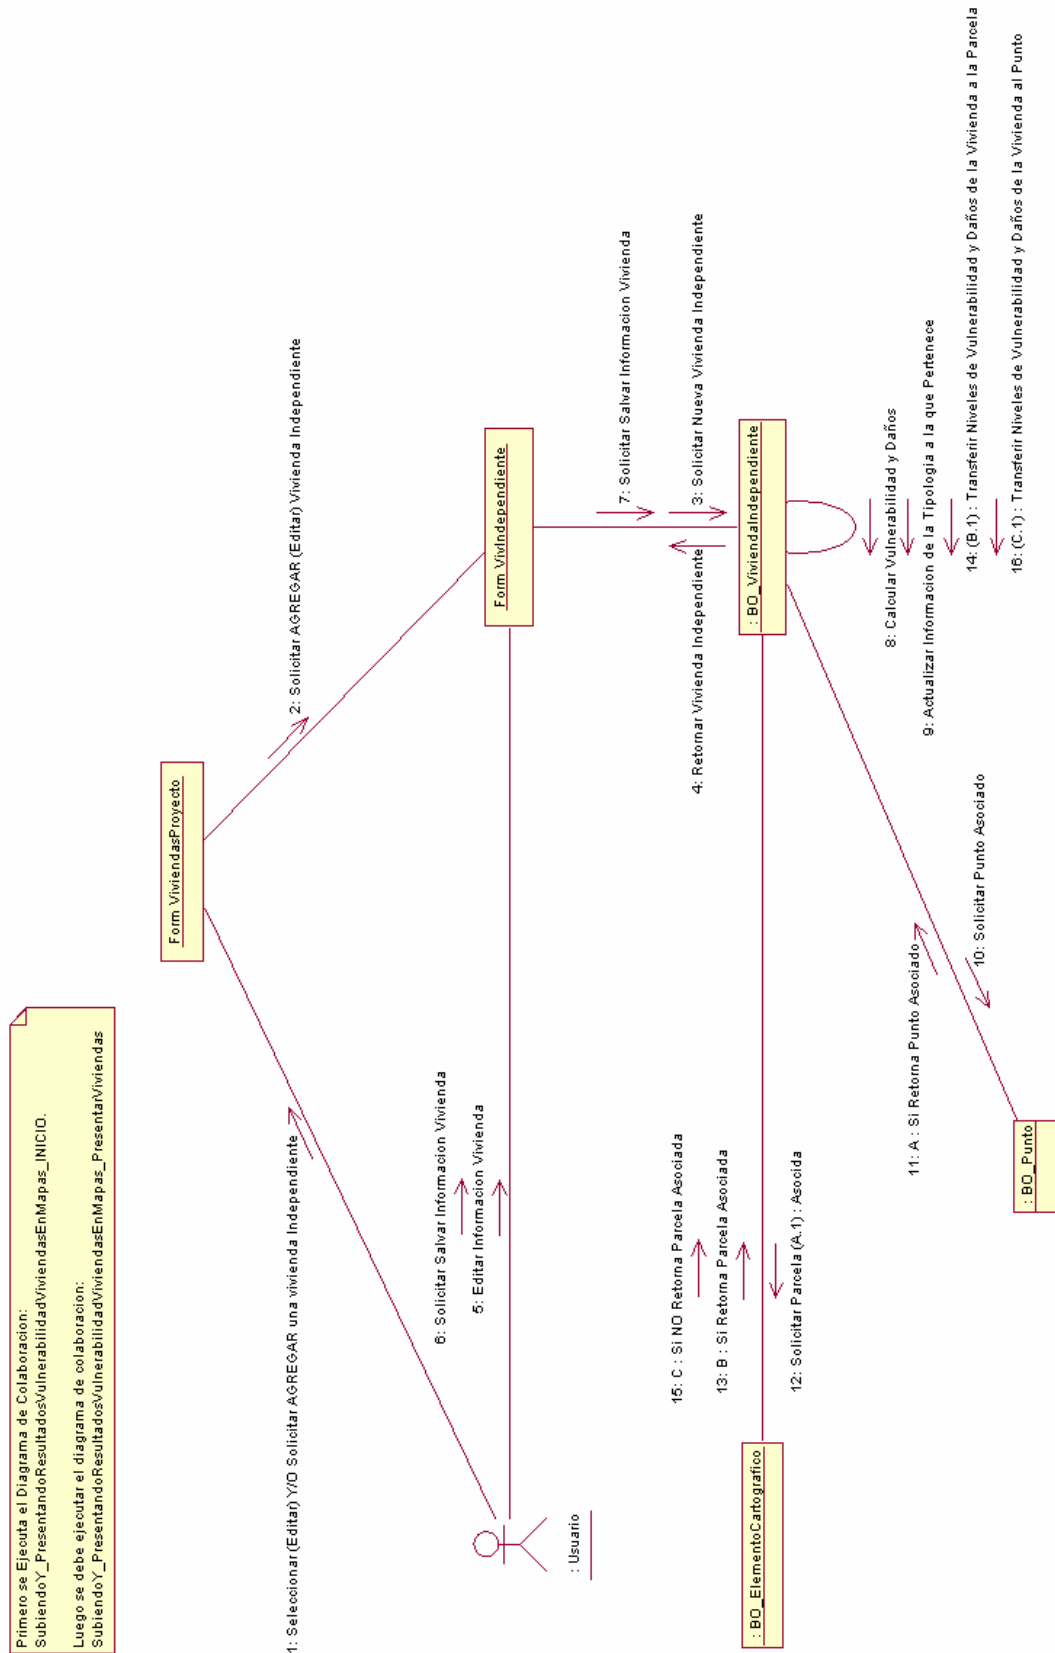 Primero se Ejecuta el Diagrama de Colaboracion:
SubiendoY_PresentandoResultadosVulnerabilidadViviendasEnMapas_INICIO.
Luego se debe ejecutar el diagrama de colaboracion:
SubiendoY_PresentandoResultadosVulnerabilidadViviendasEnMapas_PresentarViviendas
Form ViviendasProyecto
1: Seleccionar (Editar) Y/O Solicitar AGREGAR una vivienda Independiente
2: Solicitar AGREGAR (Editar) Vivienda Independiente
6: Solicitar Salvar Informacion Vivienda
5: Editar Informacion Vivienda
: Usuario
Form VivIndependiente
7: Solicitar Salvar Informacion Vivienda
3: Solicitar Nueva Vivienda Independiente
4: Retornar Vivienda Independiente
15: C : Si NO Retorna Parcela Asociada
13: B : Si Retorna Parcela Asociada
12: Solicitar Parcela (A.1) : Asocida
: BO_ElementoCartografico
: BO_ViviendaIndependiente
8: Calcular Vulnerabilidad y Daños
9: Actualizar Informacion de la Tipologia a la que Pertenece
14: (B.1) : Transferir Niveles de Vulnerabilidad y Daños de la Vivienda a la Parcela
16: (C.1) : Transferir Niveles de Vulnerabilidad y Daños de la Vivienda al Punto
11: A : Si Retorna Punto Asociado
10: Solicitar Punto Asociado
: BO_Punto